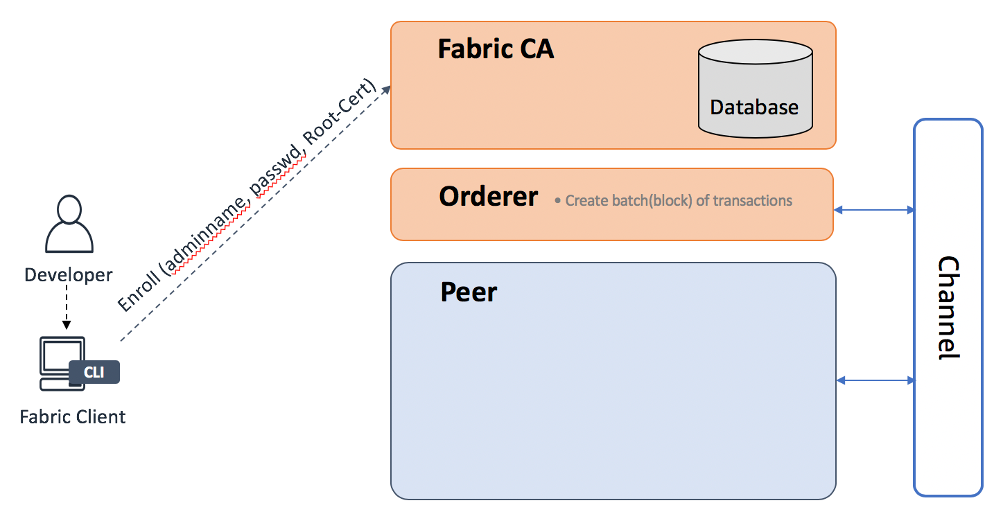 Fabric CA
Database
Enroll (adminname, passwd, Root-Cert)
Orderer
• Create batch(block) of transactions
Developer
Peer
Channel
CLI
Fabric Client